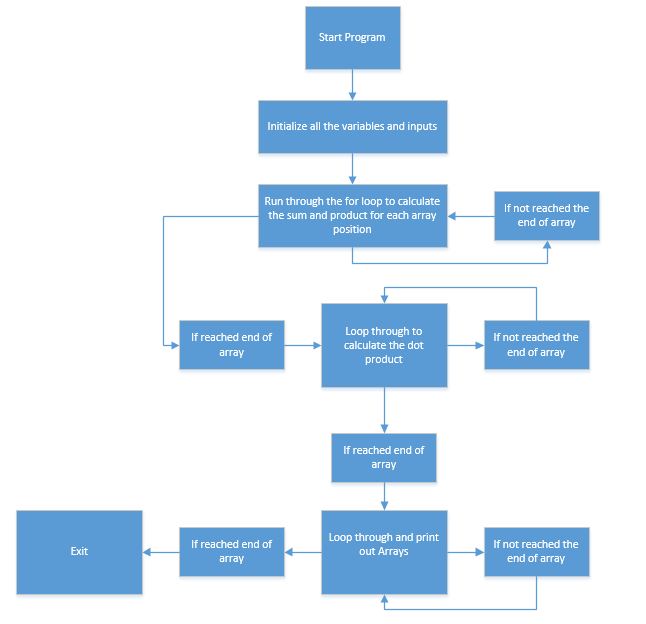 Start Program
Initialize all the variables and inputs
Run through the for loop to calculate
the sum and product for each array
position
If not reached the
end of array
If reached end of
array
Loop through to
calculate the dot
product
If not reached the
end of array
If reached end of
array
Exit
If reached end of
array
Loop through and print
out Arrays
If not reached the
end of array